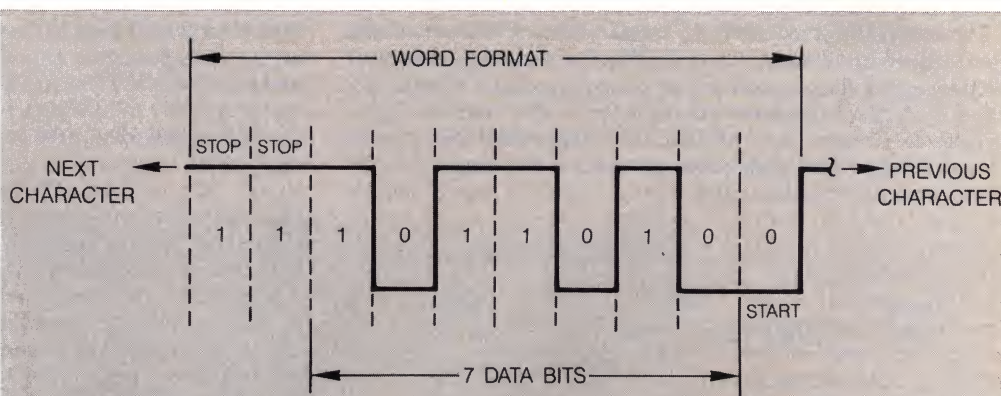 WORD FORMAT
STOP STOP
NEXT
CHARACTER
PREVIOUS
CHARACTER
1 1 1 0 1 1 0 1 0 0
START
7 DATA BITS